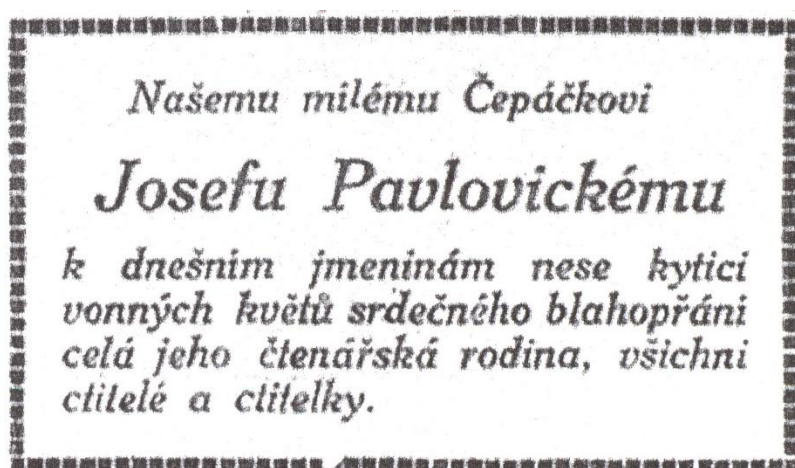 Našemu milému Čepáčkovi
Josefu Pavlovickému
k dnešním jmeninám nese kytici
vonných květů srdečného blahopřání
celá jeho čtenářská rodina, všichni
ctitelé a ctitelky.